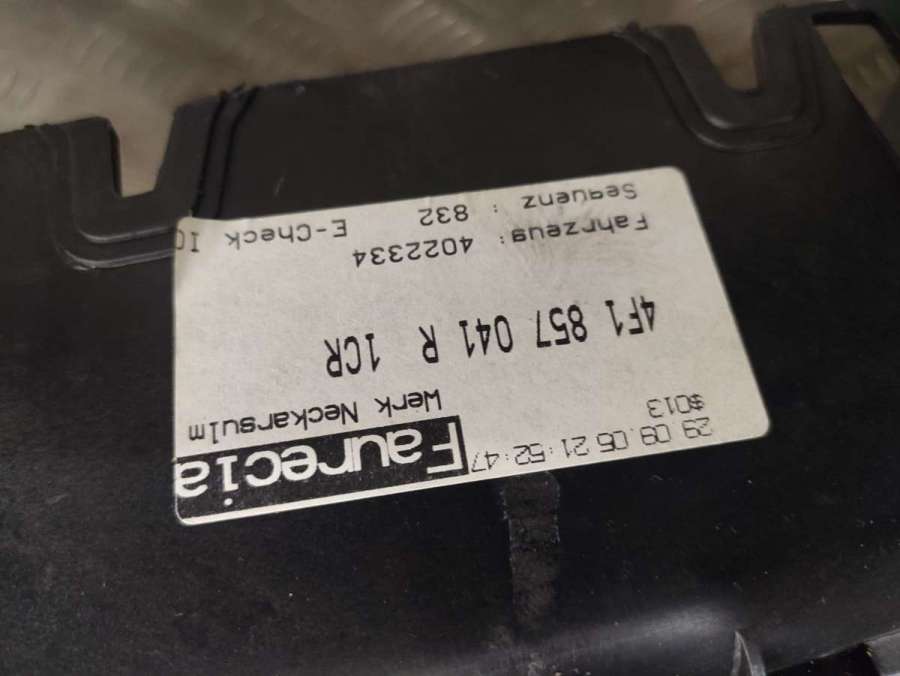 29.09.05 21:52:47
Faurecia
$013
Werk Neckarsulm
4F1 857 041 R 1CR
Fahrzeug: 4022334
Sequenz : 832 E-Check